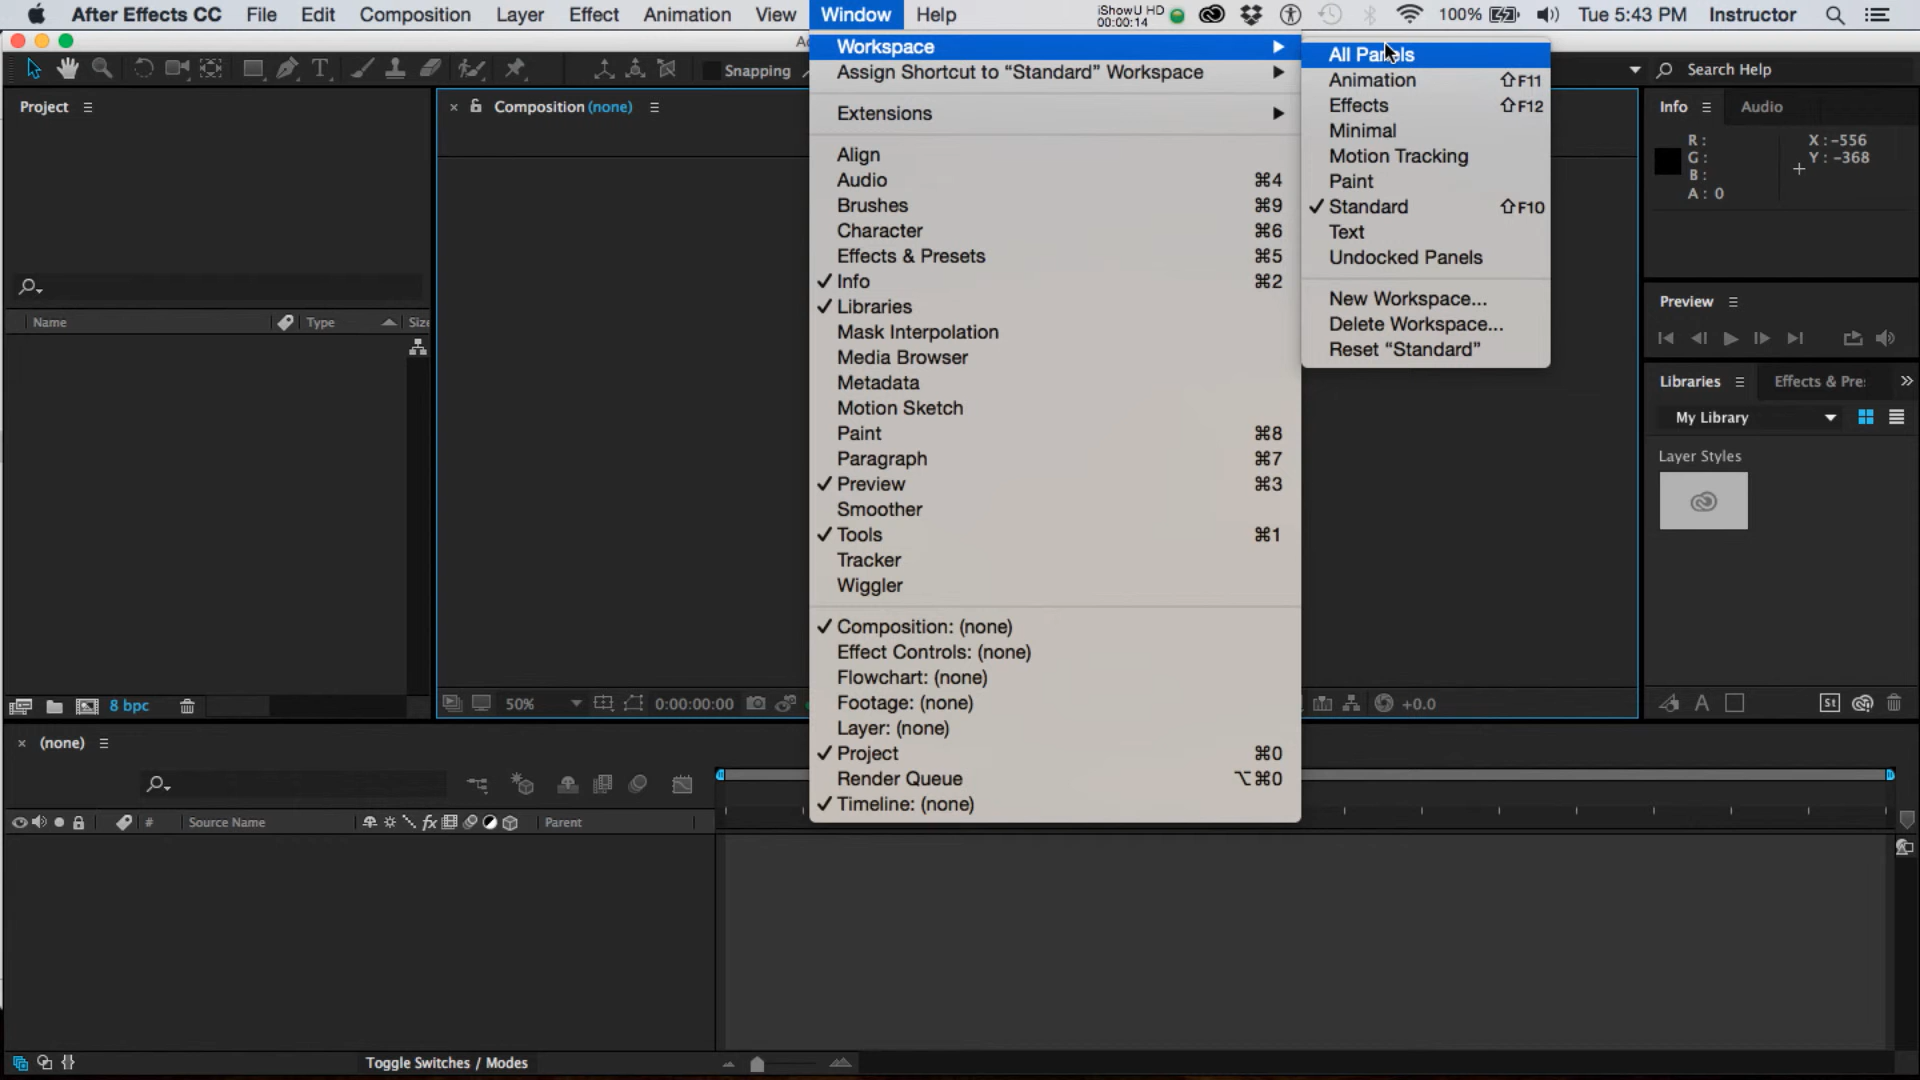 After Effects CC File Edit Composition Layer Effect Animation View Window Help iShowU HD 00:00:14 100% Tue 5:43 PM Instructor
Snapping
Search Help
Project
Composition (none)
Name Type Size
8 bpc
50% 0:00:00:00
+0.0
Workspace
Assign Shortcut to “Standard” Workspace
Extensions
Align
Audio ⌘4
Brushes ⌘9
Character ⌘6
Effects & Presets ⌘5
✓ Info ⌘2
✓ Libraries
Mask Interpolation
Media Browser
Metadata
Motion Sketch
Paint ⌘8
Paragraph ⌘7
✓ Preview ⌘3
Smoother
✓ Tools ⌘1
Tracker
Wiggler
✓ Composition: (none)
Effect Controls: (none)
Flowchart: (none)
Footage: (none)
Layer: (none)
✓ Project ⌘0
Render Queue ⌥⌘0
✓ Timeline: (none)
All Panels
Animation ⇧F11
Effects ⇧F12
Minimal
Motion Tracking
Paint
✓ Standard ⇧F10
Text
Undocked Panels
New Workspace...
Delete Workspace...
Reset “Standard”
Info Audio
R: X: -556
G: Y: -368
B:
A: 0
Preview
Libraries Effects & Pre
My Library
Layer Styles
St
(none)
# Source Name fx Parent
Toggle Switches / Modes